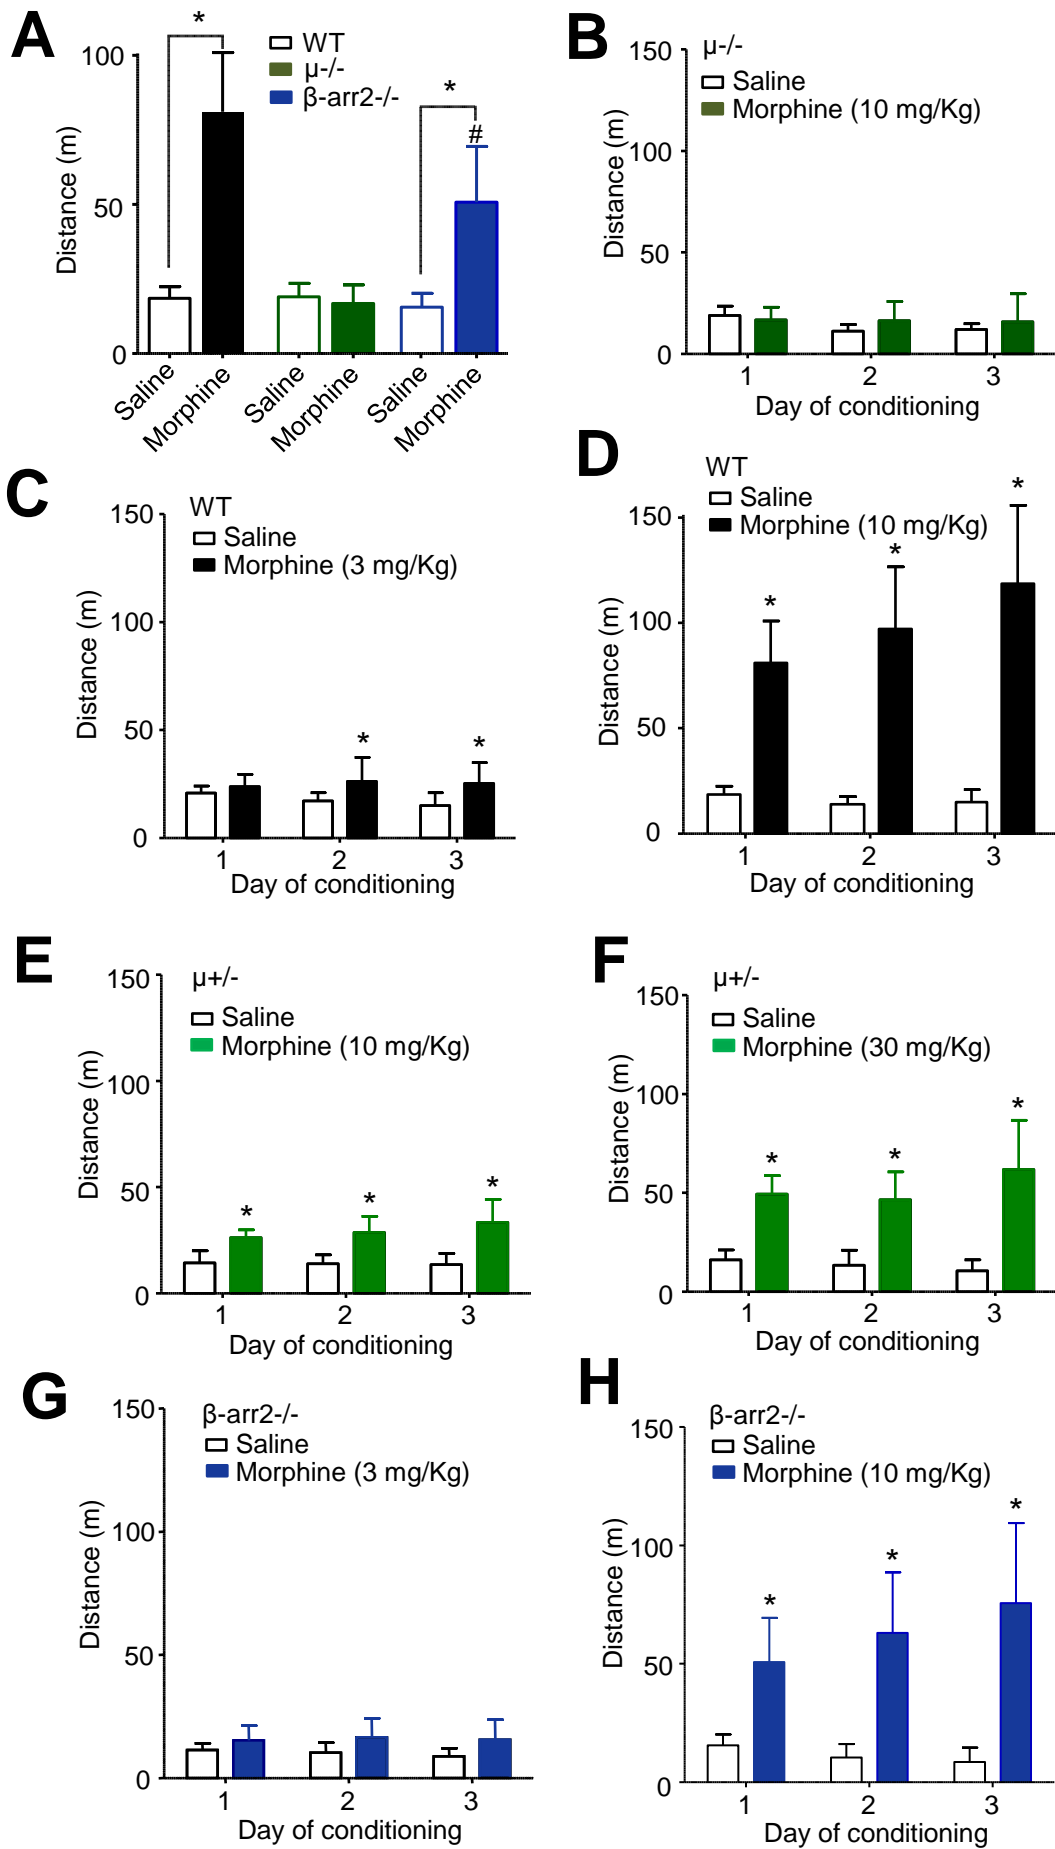 A
*
100
50
0
Distance (m)
WT
μ-/-
β-arr2-/-
*
#
Saline
Morphine
Saline
Morphine
Saline
Morphine
B
μ-/-
Saline
Morphine (10 mg/Kg)
150
100
50
0
Distance (m)
1 2 3
Day of conditioning
C
WT
Saline
Morphine (3 mg/Kg)
150
100
50
0
Distance (m)
* *
1 2 3
Day of conditioning
D
WT
Saline
Morphine (10 mg/Kg)
150
100
50
0
Distance (m)
* * *
1 2 3
Day of conditioning
E
μ+/-
Saline
Morphine (10 mg/Kg)
150
100
50
0
Distance (m)
* * *
1 2 3
Day of conditioning
F
μ+/-
Saline
Morphine (30 mg/Kg)
150
100
50
0
Distance (m)
* * *
1 2 3
Day of conditioning
G
β-arr2-/-
Saline
Morphine (3 mg/Kg)
150
100
50
0
Distance (m)
1 2 3
Day of conditioning
H
β-arr2-/-
Saline
Morphine (10 mg/Kg)
150
100
50
0
Distance (m)
* * *
1 2 3
Day of conditioning